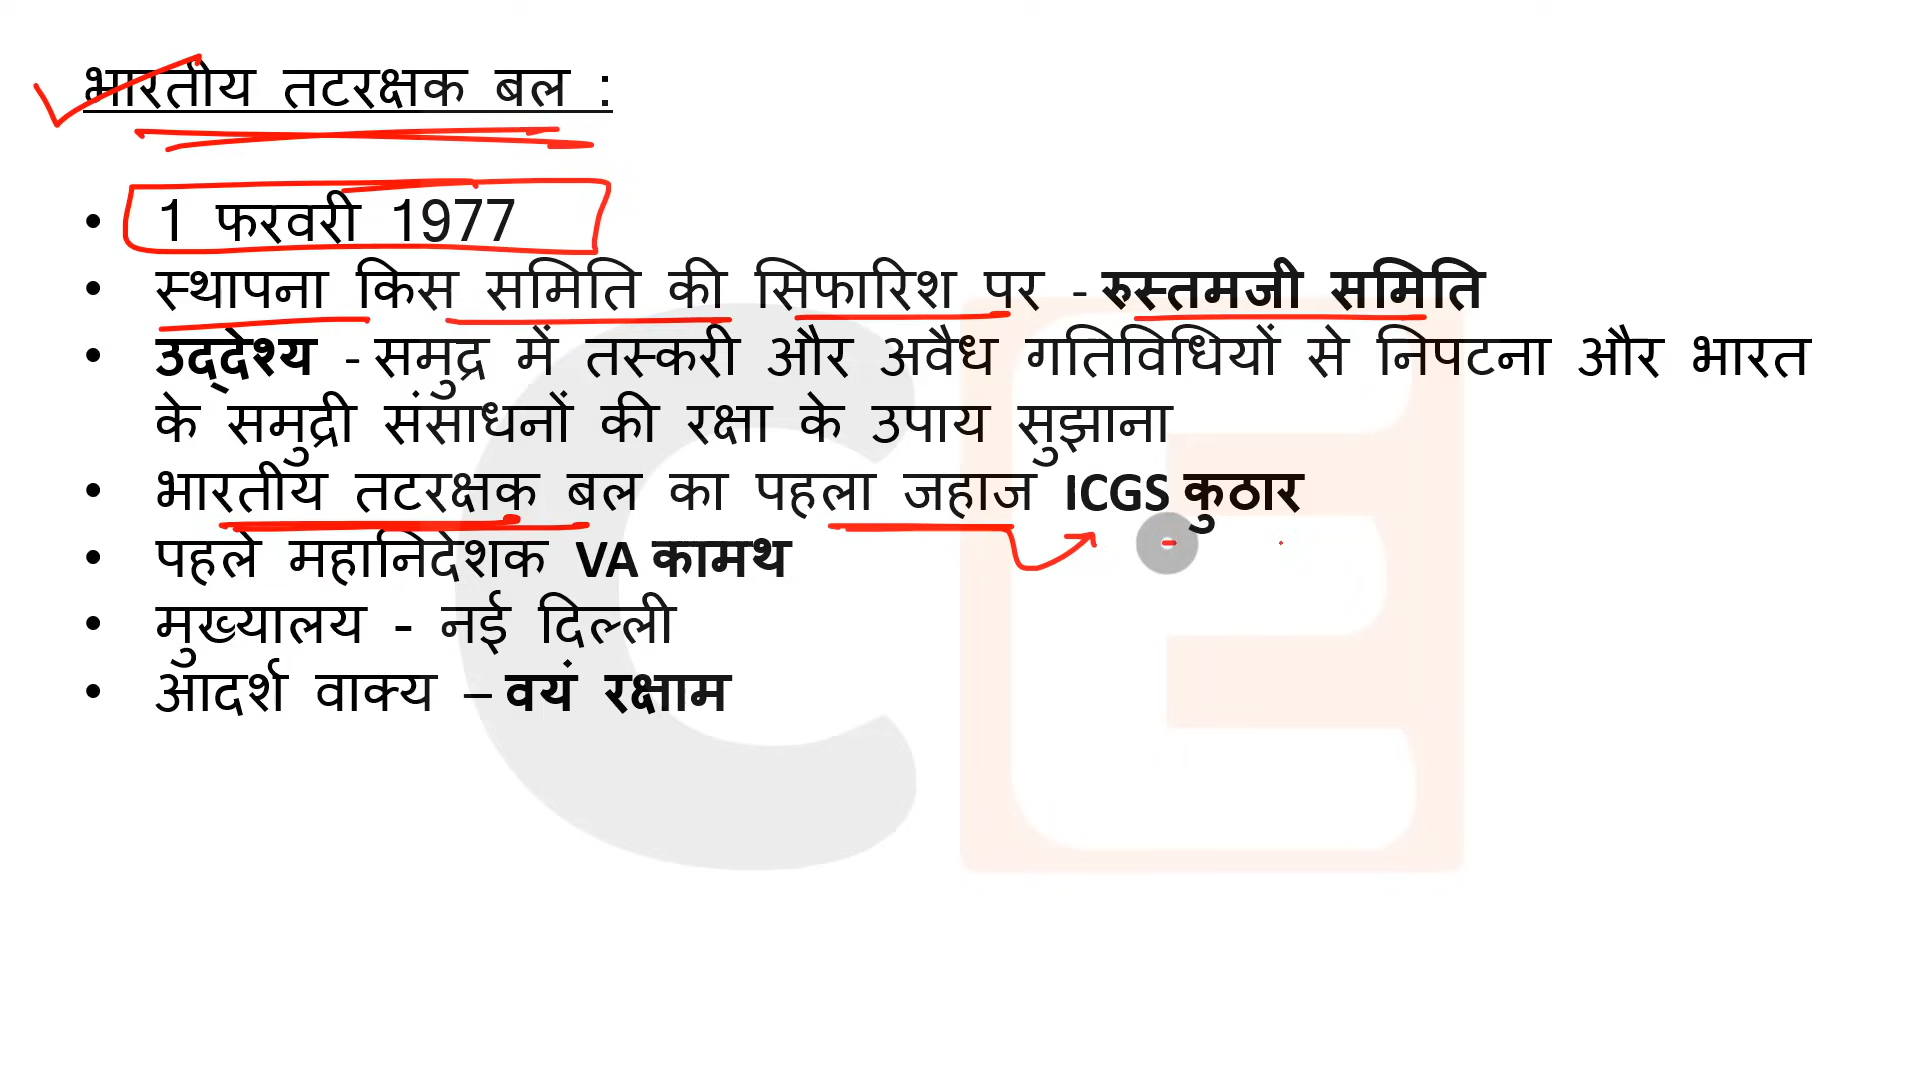 भारतीय तटरक्षक बल :
• 1 फरवरी 1977
• स्थापना किस समिति की सिफारिश पर - रुस्तमजी समिति
• उद्देश्य - समुद्र में तस्करी और अवैध गतिविधियों से निपटना और भारत
के समुद्री संसाधनों की रक्षा के उपाय सुझाना
• भारतीय तटरक्षक बल का पहला जहाज ICGS कुठार
• पहले महानिदेशक VA कामथ
• मुख्यालय - नई दिल्ली
• आदर्श वाक्य – वयं रक्षाम
CE